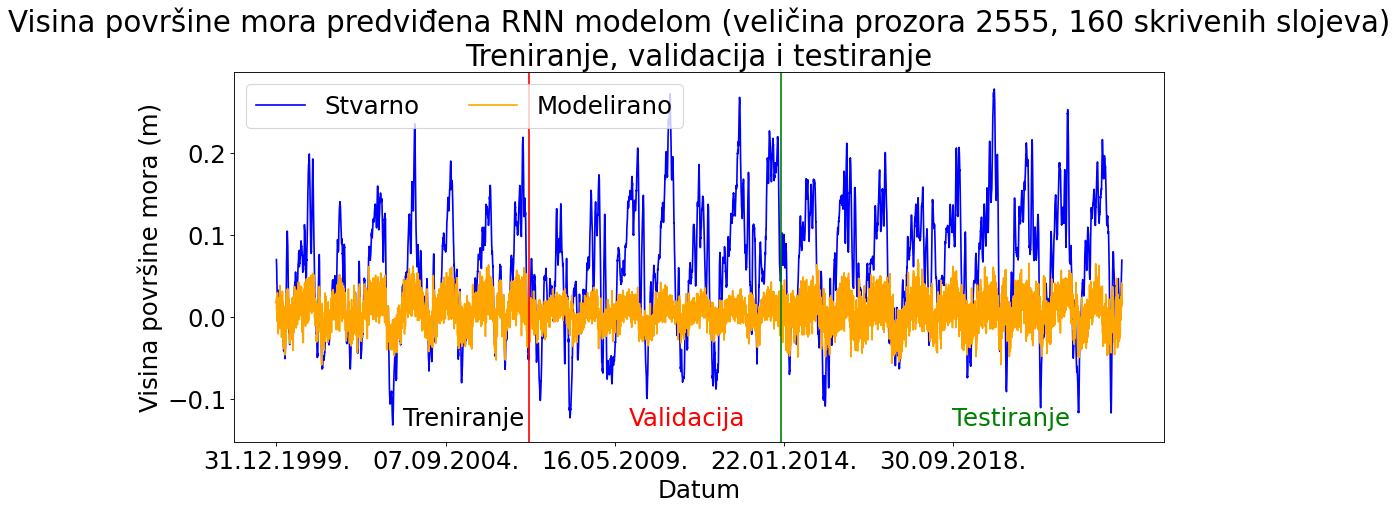 Visina površine mora predviđena RNN modelom (veličina prozora 2555, 160 skrivenih slojeva)
Treniranje, validacija i testiranje
Stvarno
Modelirano
Visina površine mora (m)
0.2
0.1
0.0
−0.1
Treniranje
Validacija
Testiranje
31.12.1999.
07.09.2004.
16.05.2009.
22.01.2014.
30.09.2018.
Datum